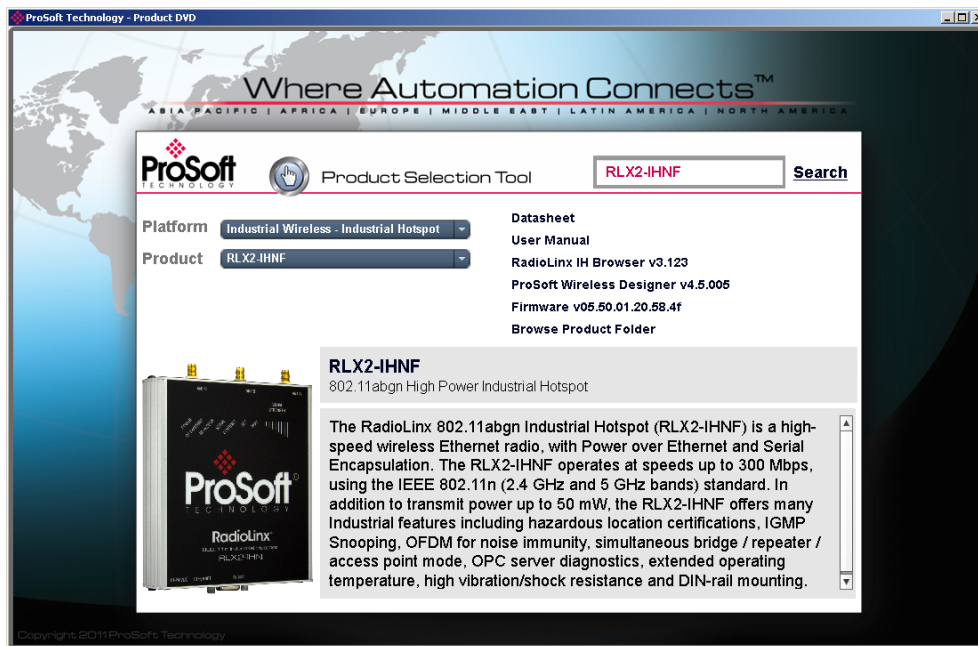 ProSoft Technology - Product DVD
Where Automation Connects™
ASIA PACIFIC | AFRICA | EUROPE | MIDDLE EAST | LATIN AMERICA | NORTH AMERICA
ProSoft
TECHNOLOGY
Product Selection Tool
RLX2-IHNF
Search
Platform
Industrial Wireless - Industrial Hotspot
Product
RLX2-IHNF
Datasheet
User Manual
RadioLinx IH Browser v3.123
ProSoft Wireless Designer v4.5.005
Firmware v05.50.01.20.58.4f
Browse Product Folder
ProSoft®
TECHNOLOGY
RadioLinx
RLX2-IHN
RLX2-IHNF
802.11abgn High Power Industrial Hotspot
The RadioLinx 802.11abgn Industrial Hotspot (RLX2-IHNF) is a high-
speed wireless Ethernet radio, with Power over Ethernet and Serial
Encapsulation. The RLX2-IHNF operates at speeds up to 300 Mbps,
using the IEEE 802.11n (2.4 GHz and 5 GHz bands) standard. In
addition to transmit power up to 50 mW, the RLX2-IHNF offers many
Industrial features including hazardous location certifications, IGMP
Snooping, OFDM for noise immunity, simultaneous bridge / repeater /
access point mode, OPC server diagnostics, extended operating
temperature, high vibration/shock resistance and DIN-rail mounting.
Copyright 2011 ProSoft Technology